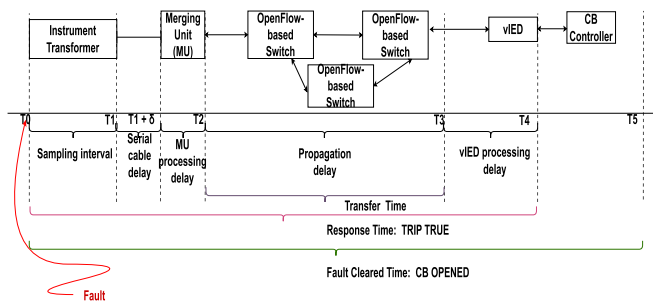 Instrument
Transformer
Merging
Unit
(MU)
OpenFlow-
based
Switch
OpenFlow-
based
Switch
OpenFlow-
based
Switch
vIED
CB
Controller
T0
T1
T1 + δ
T2
T3
T4
T5
Sampling interval
Serial
cable
delay
MU
processing
delay
Propagation
delay
vIED processing
delay
Transfer Time
Response Time: TRIP TRUE
Fault Cleared Time: CB OPENED
Fault